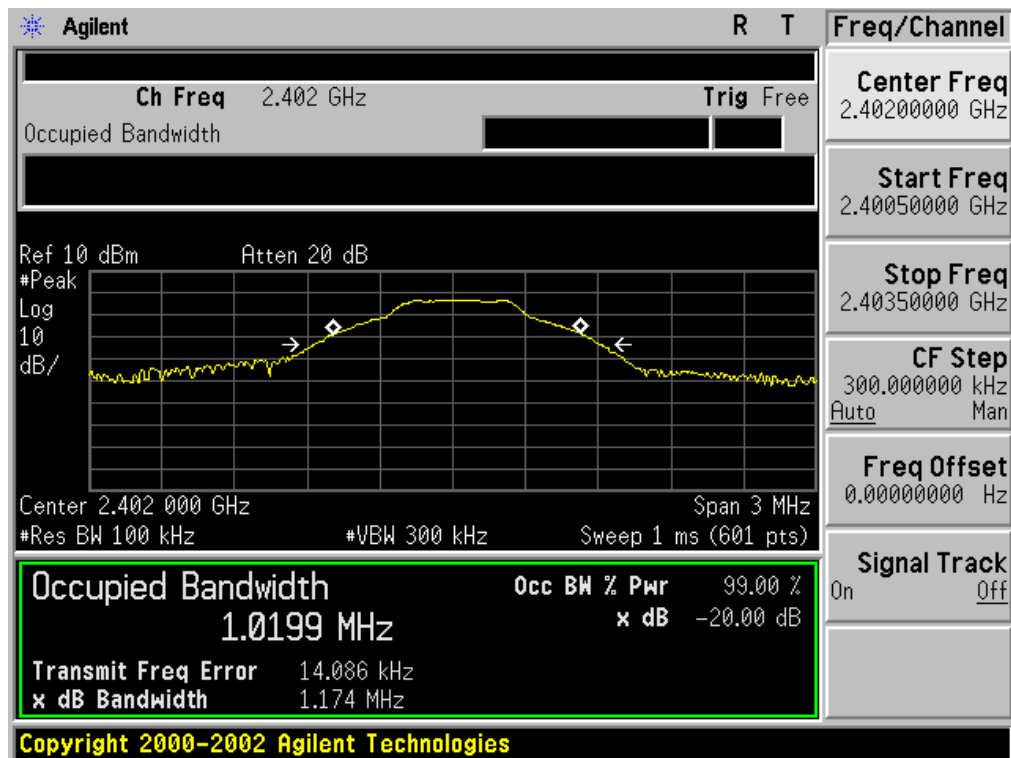 Agilent R T
Ch Freq 2.402 GHz Trig Free
Occupied Bandwidth
Ref 10 dBm Atten 20 dB
#Peak
Log
10
dB/
Center 2.402 000 GHz Span 3 MHz
#Res BW 100 kHz #VBW 300 kHz Sweep 1 ms (601 pts)
Occupied Bandwidth Occ BW % Pwr 99.00 %
1.0199 MHz x dB -20.00 dB
Transmit Freq Error 14.086 kHz
x dB Bandwidth 1.174 MHz
Copyright 2000-2002 Agilent Technologies
Freq/Channel
Center Freq
2.40200000 GHz
Start Freq
2.40050000 GHz
Stop Freq
2.40350000 GHz
CF Step
300.000000 kHz
Auto Man
Freq Offset
0.00000000 Hz
Signal Track
On Off